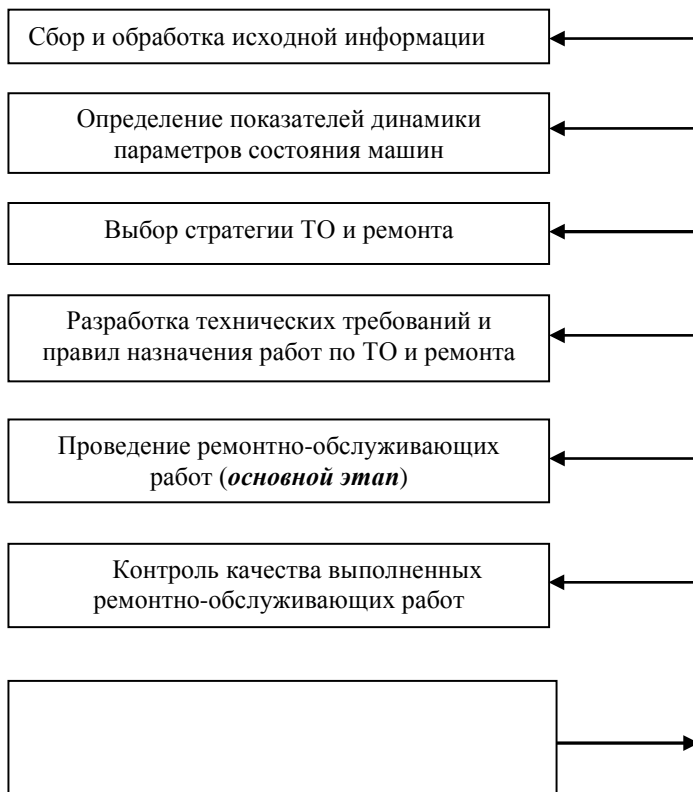 Сбор и обработка исходной информации
Определение показателей динамики
параметров состояния машин
Выбор стратегии ТО и ремонта
Разработка технических требований и
правил назначения работ по ТО и ремонта
Проведение ремонтно-обслуживающих
работ (основной этап)
Контроль качества выполненных
ремонтно-обслуживающих работ